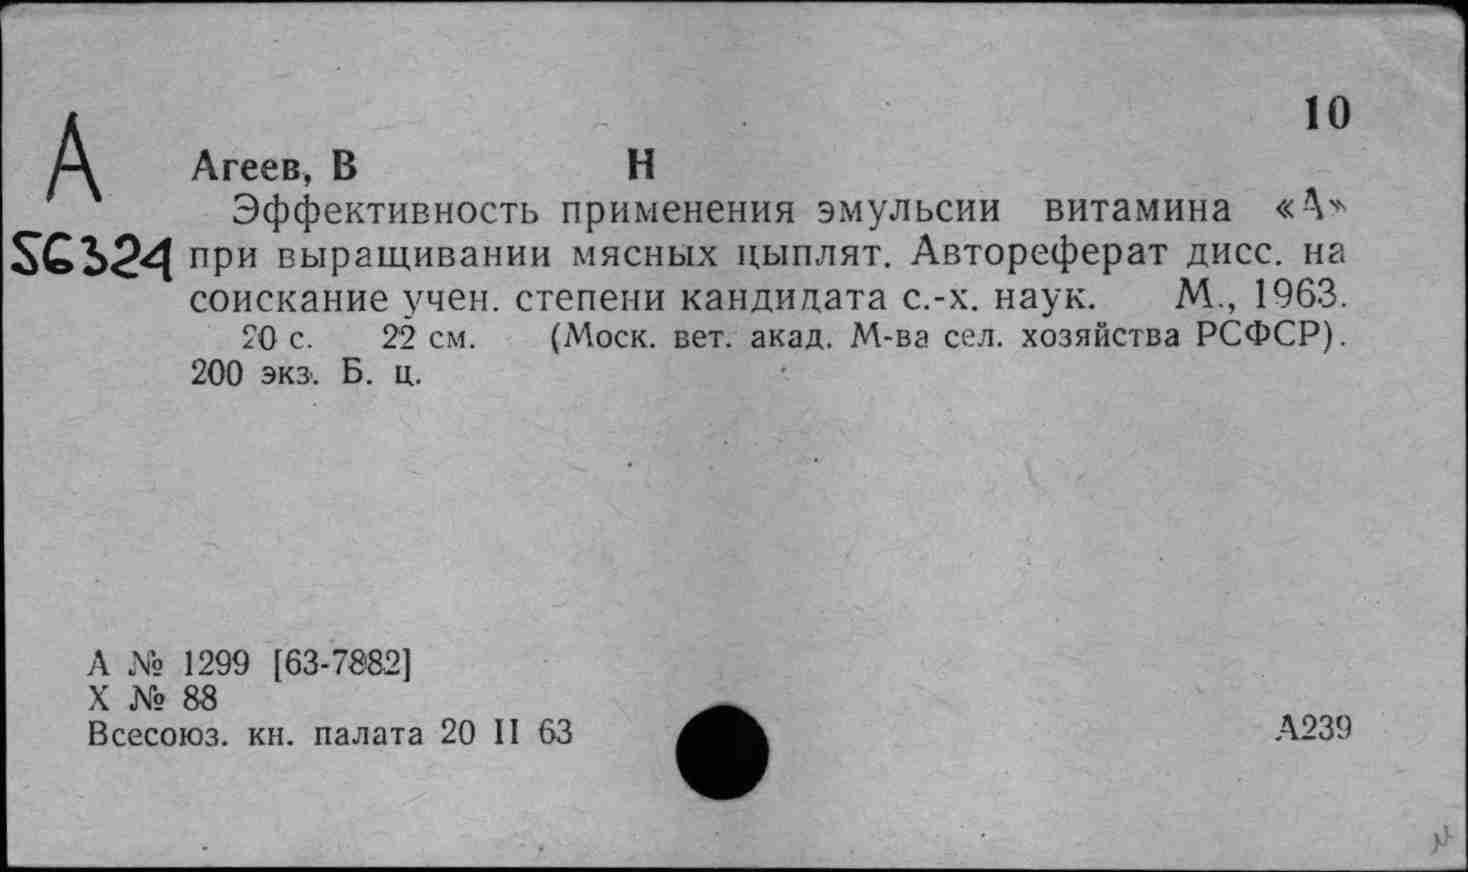 10
А
Агеев, В Н
Эффективность применения эмульсии витамина «А»
при выращивании мясных цыплят. Автореферат дисс. на
соискание учен. степени кандидата с.-х. наук. М., 1963.
20 с. 22 см. (Моск. вет. акад. М-ва сел. хозяйства РСФСР).
200 экз. Б. ц.
А № 1299 [63-7882]
X № 88
Всесоюз. кн. палата 20 II 63
А239